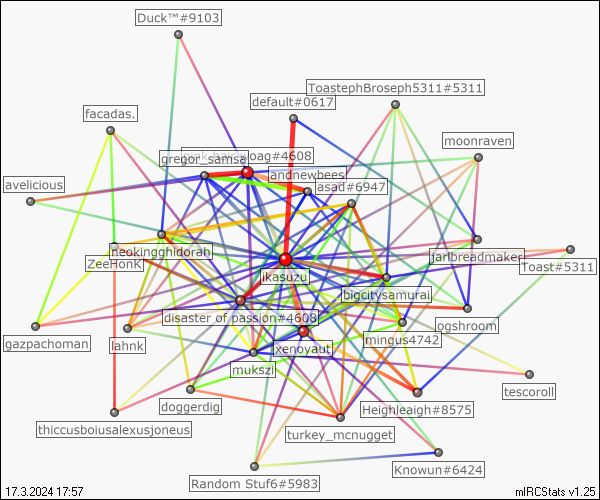 Duck™#9103
ToastephBroseph5311#5311
default#0617
facadas.
moonraven
gregor_samsa
oag#4608
andnewbees
asad#6947
avelicious
neokingghidorah
ZeeHonK
jarlbreadmaker
Toast#5311
jkasuzu
bigcitysamurai
disaster of passion#4608
ogshroom
gazpachoman
lahnk
mingus4742
xenoyaut
mukszi
tescoroll
doggerdig
Heighleaigh#8575
thiccusboiusalexusjoneus
turkey_mcnugget
Random Stuf6#5983
Knowun#6424
17.3.2024 17:57
mIRCStats v1.25